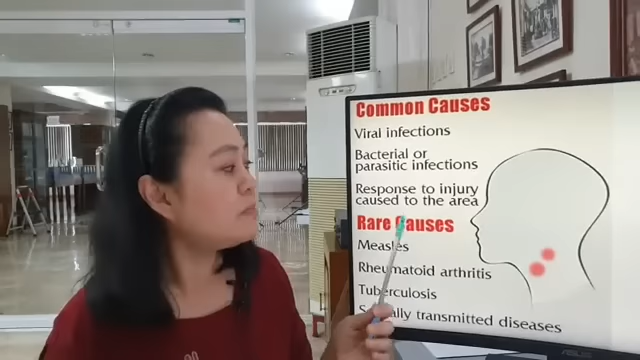 Common Causes
Viral infections
Bacterial or
parasitic infections
Response to injury
caused to the area
Rare Causes
Measles
Rheumatoid arthritis
Tuberculosis
transmitted diseases